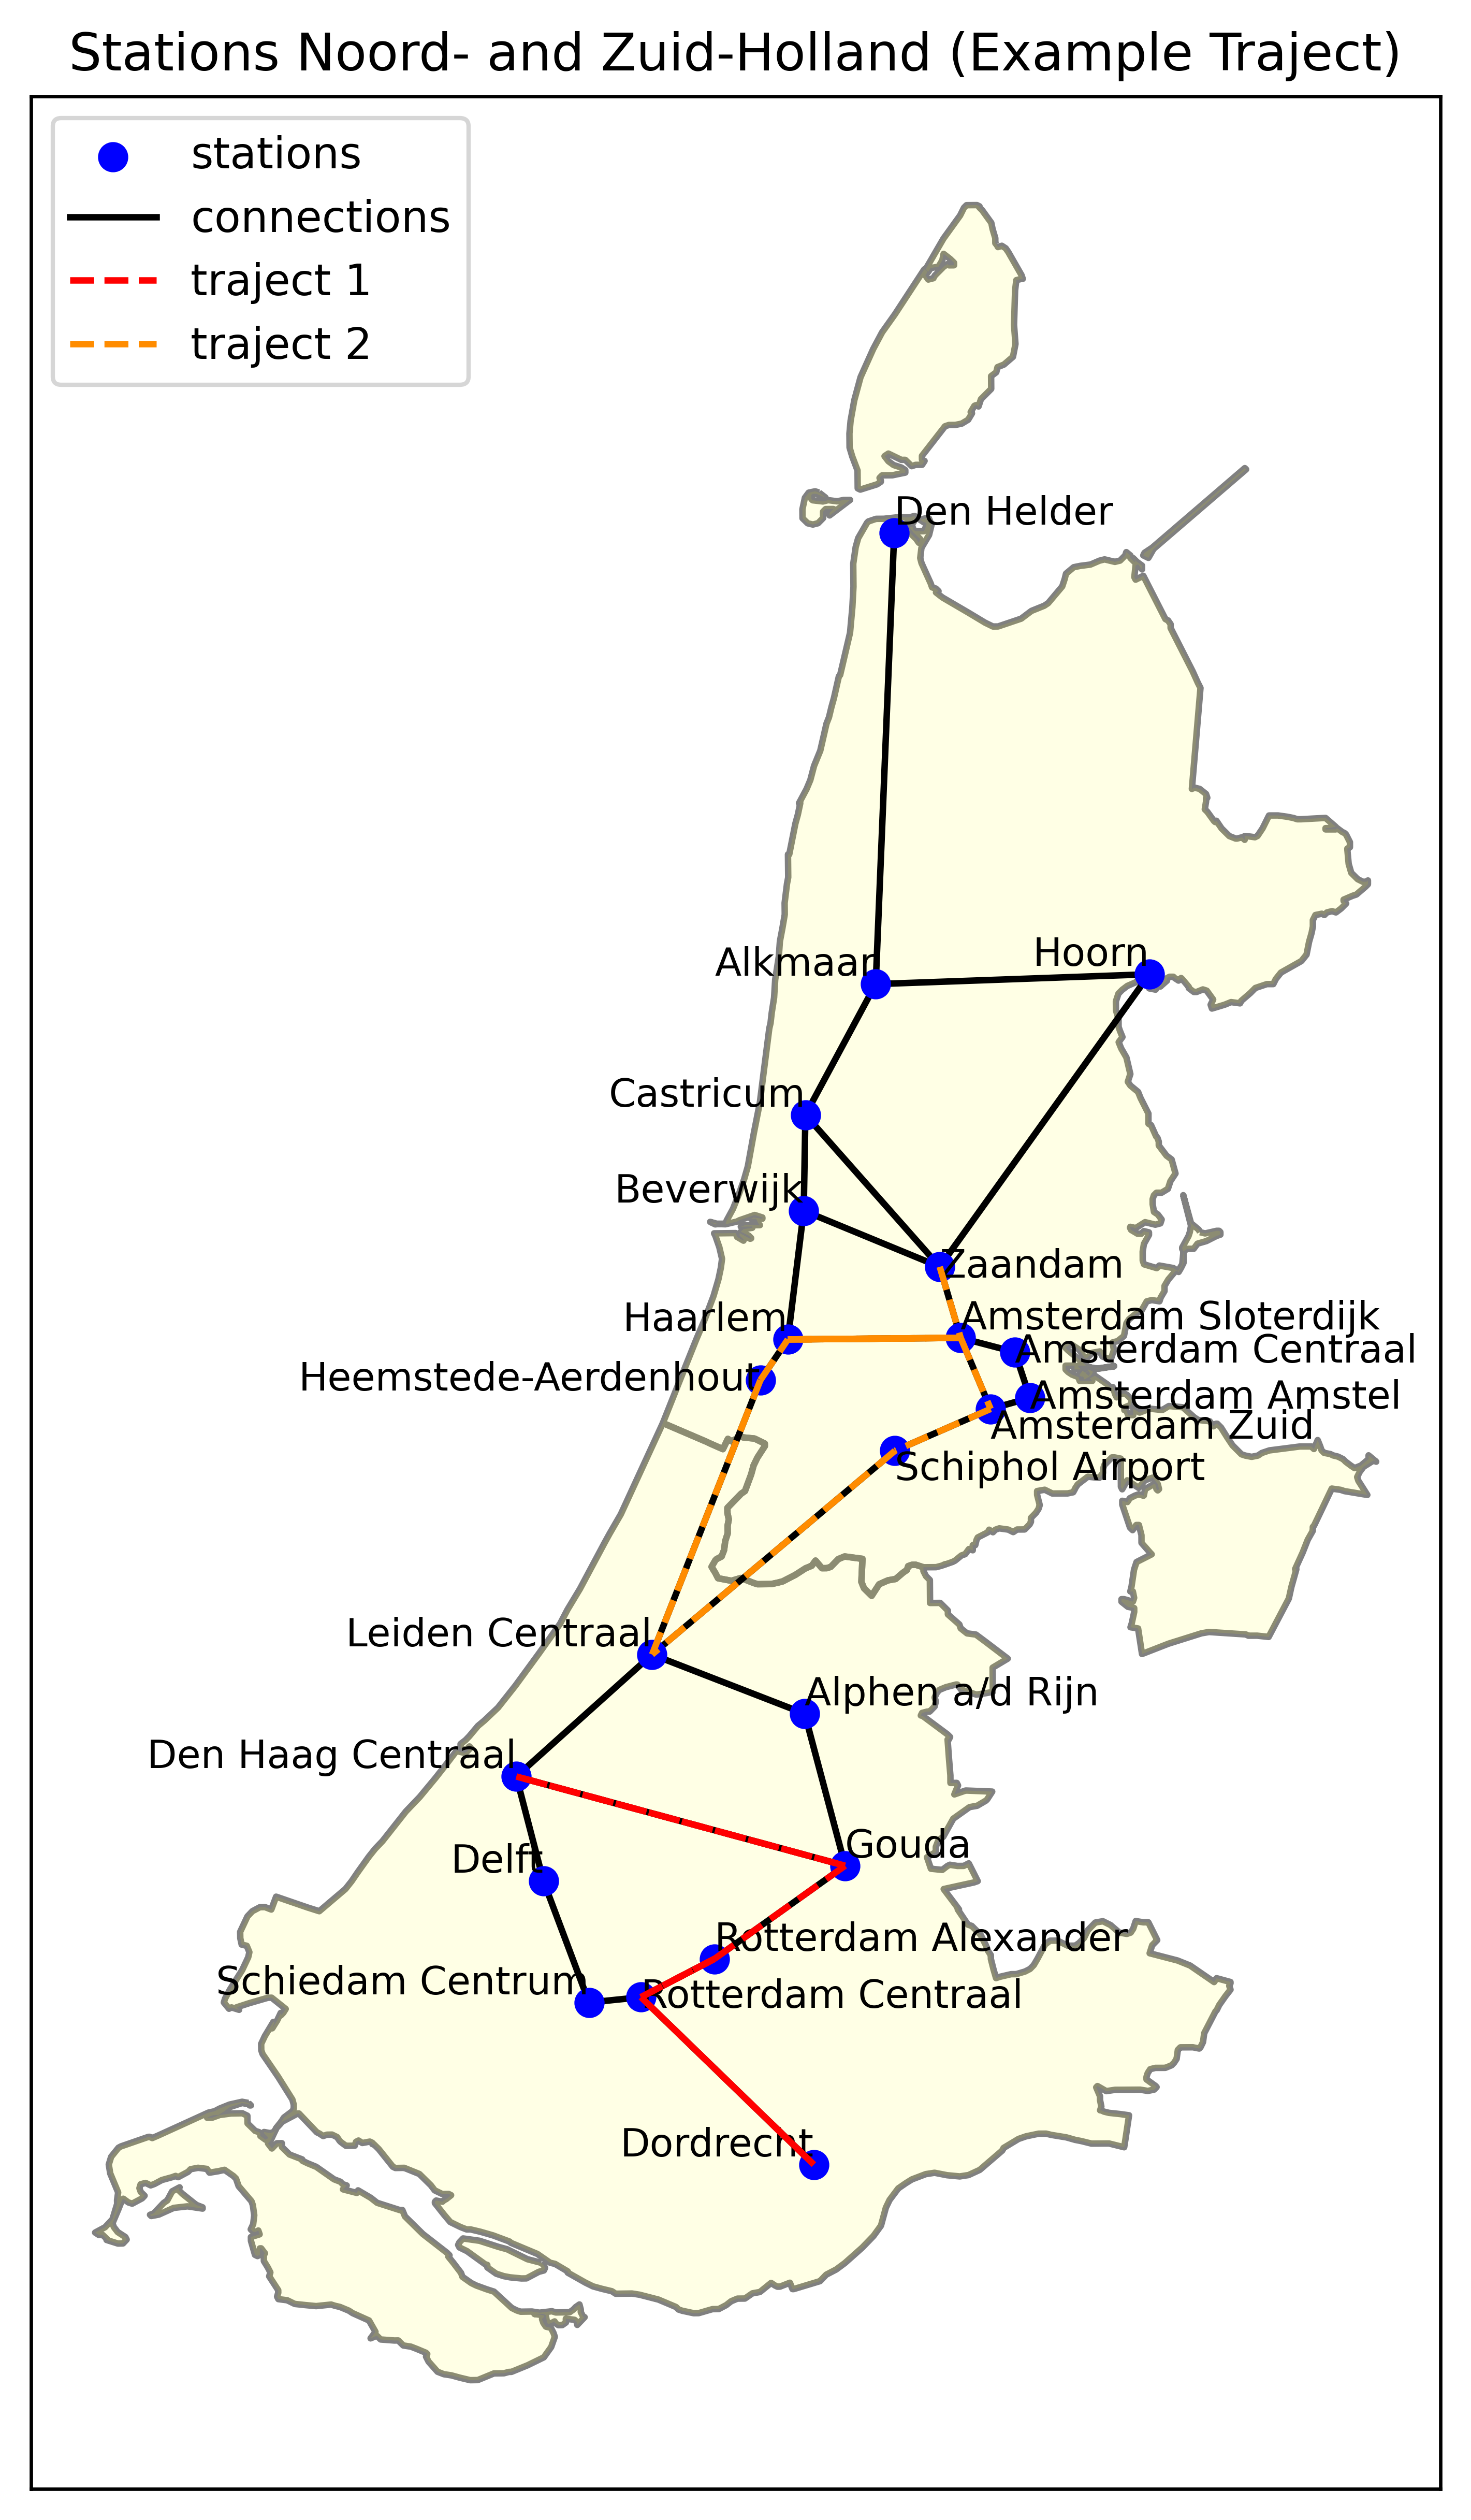 Stations Noord- and Zuid-Holland (Example Traject)
stations
connections
traject 1
traject 2
Den Helder
Hoorn
Alkmaar
Castricum
Beverwijk
Zaandam
Haarlem
Amsterdam Sloterdijk
Amsterdam Centraal
Heemstede-Aerdenhout
Amsterdam Amstel
Amsterdam Zuid
Schiphol Airport
Leiden Centraal
Alphen a/d Rijn
Den Haag Centraal
Gouda
Delft
Rotterdam Alexander
Schiedam Centrum
Rotterdam Centraal
Dordrecht